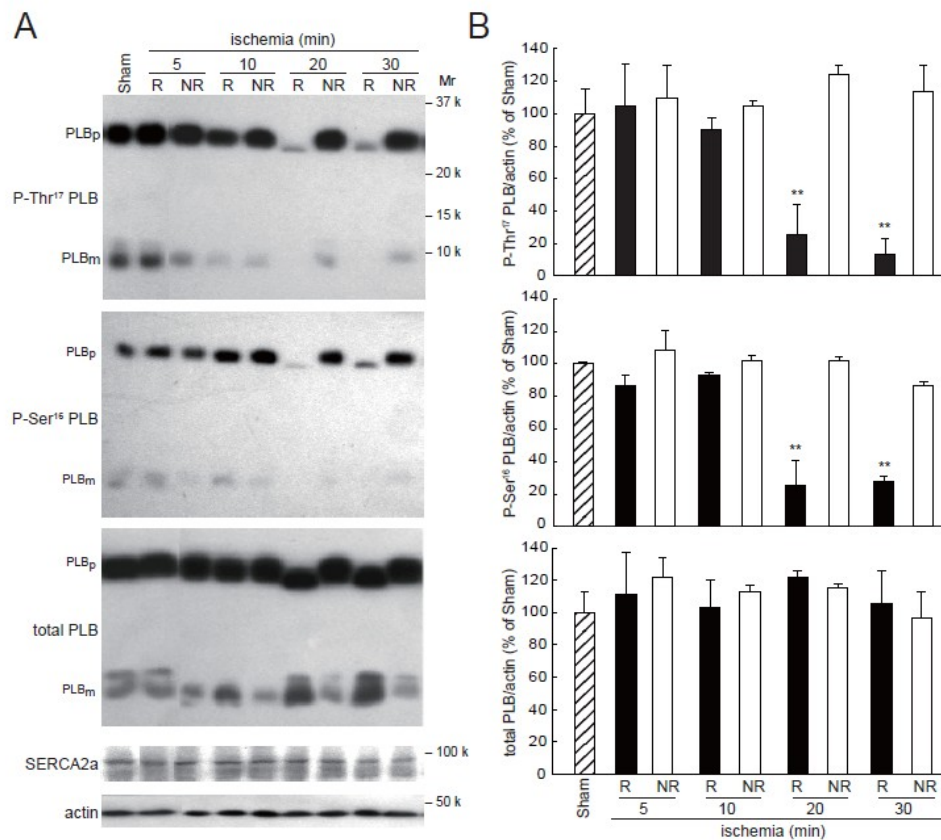 A
ischemia (min)
Sham
5 10 20 30
R NR R NR R NR R NR
Mr
37 k
PLBp
20 k
P-Thr¹⁷ PLB
15 k
PLBm
10 k
PLBp
P-Ser¹⁶ PLB
PLBm
PLBp
total PLB
PLBm
SERCA2a
100 k
actin
50 k
B
P-Thr¹⁷ PLB/actin (% of Sham)
140
120
100
80
60
40
20
0
** **
P-Ser¹⁶ PLB/actin (% of Sham)
140
120
100
80
60
40
20
0
** **
total PLB/actin (% of Sham)
140
120
100
80
60
40
20
0
Sham
R NR R NR R NR R NR
5 10 20 30
ischemia (min)